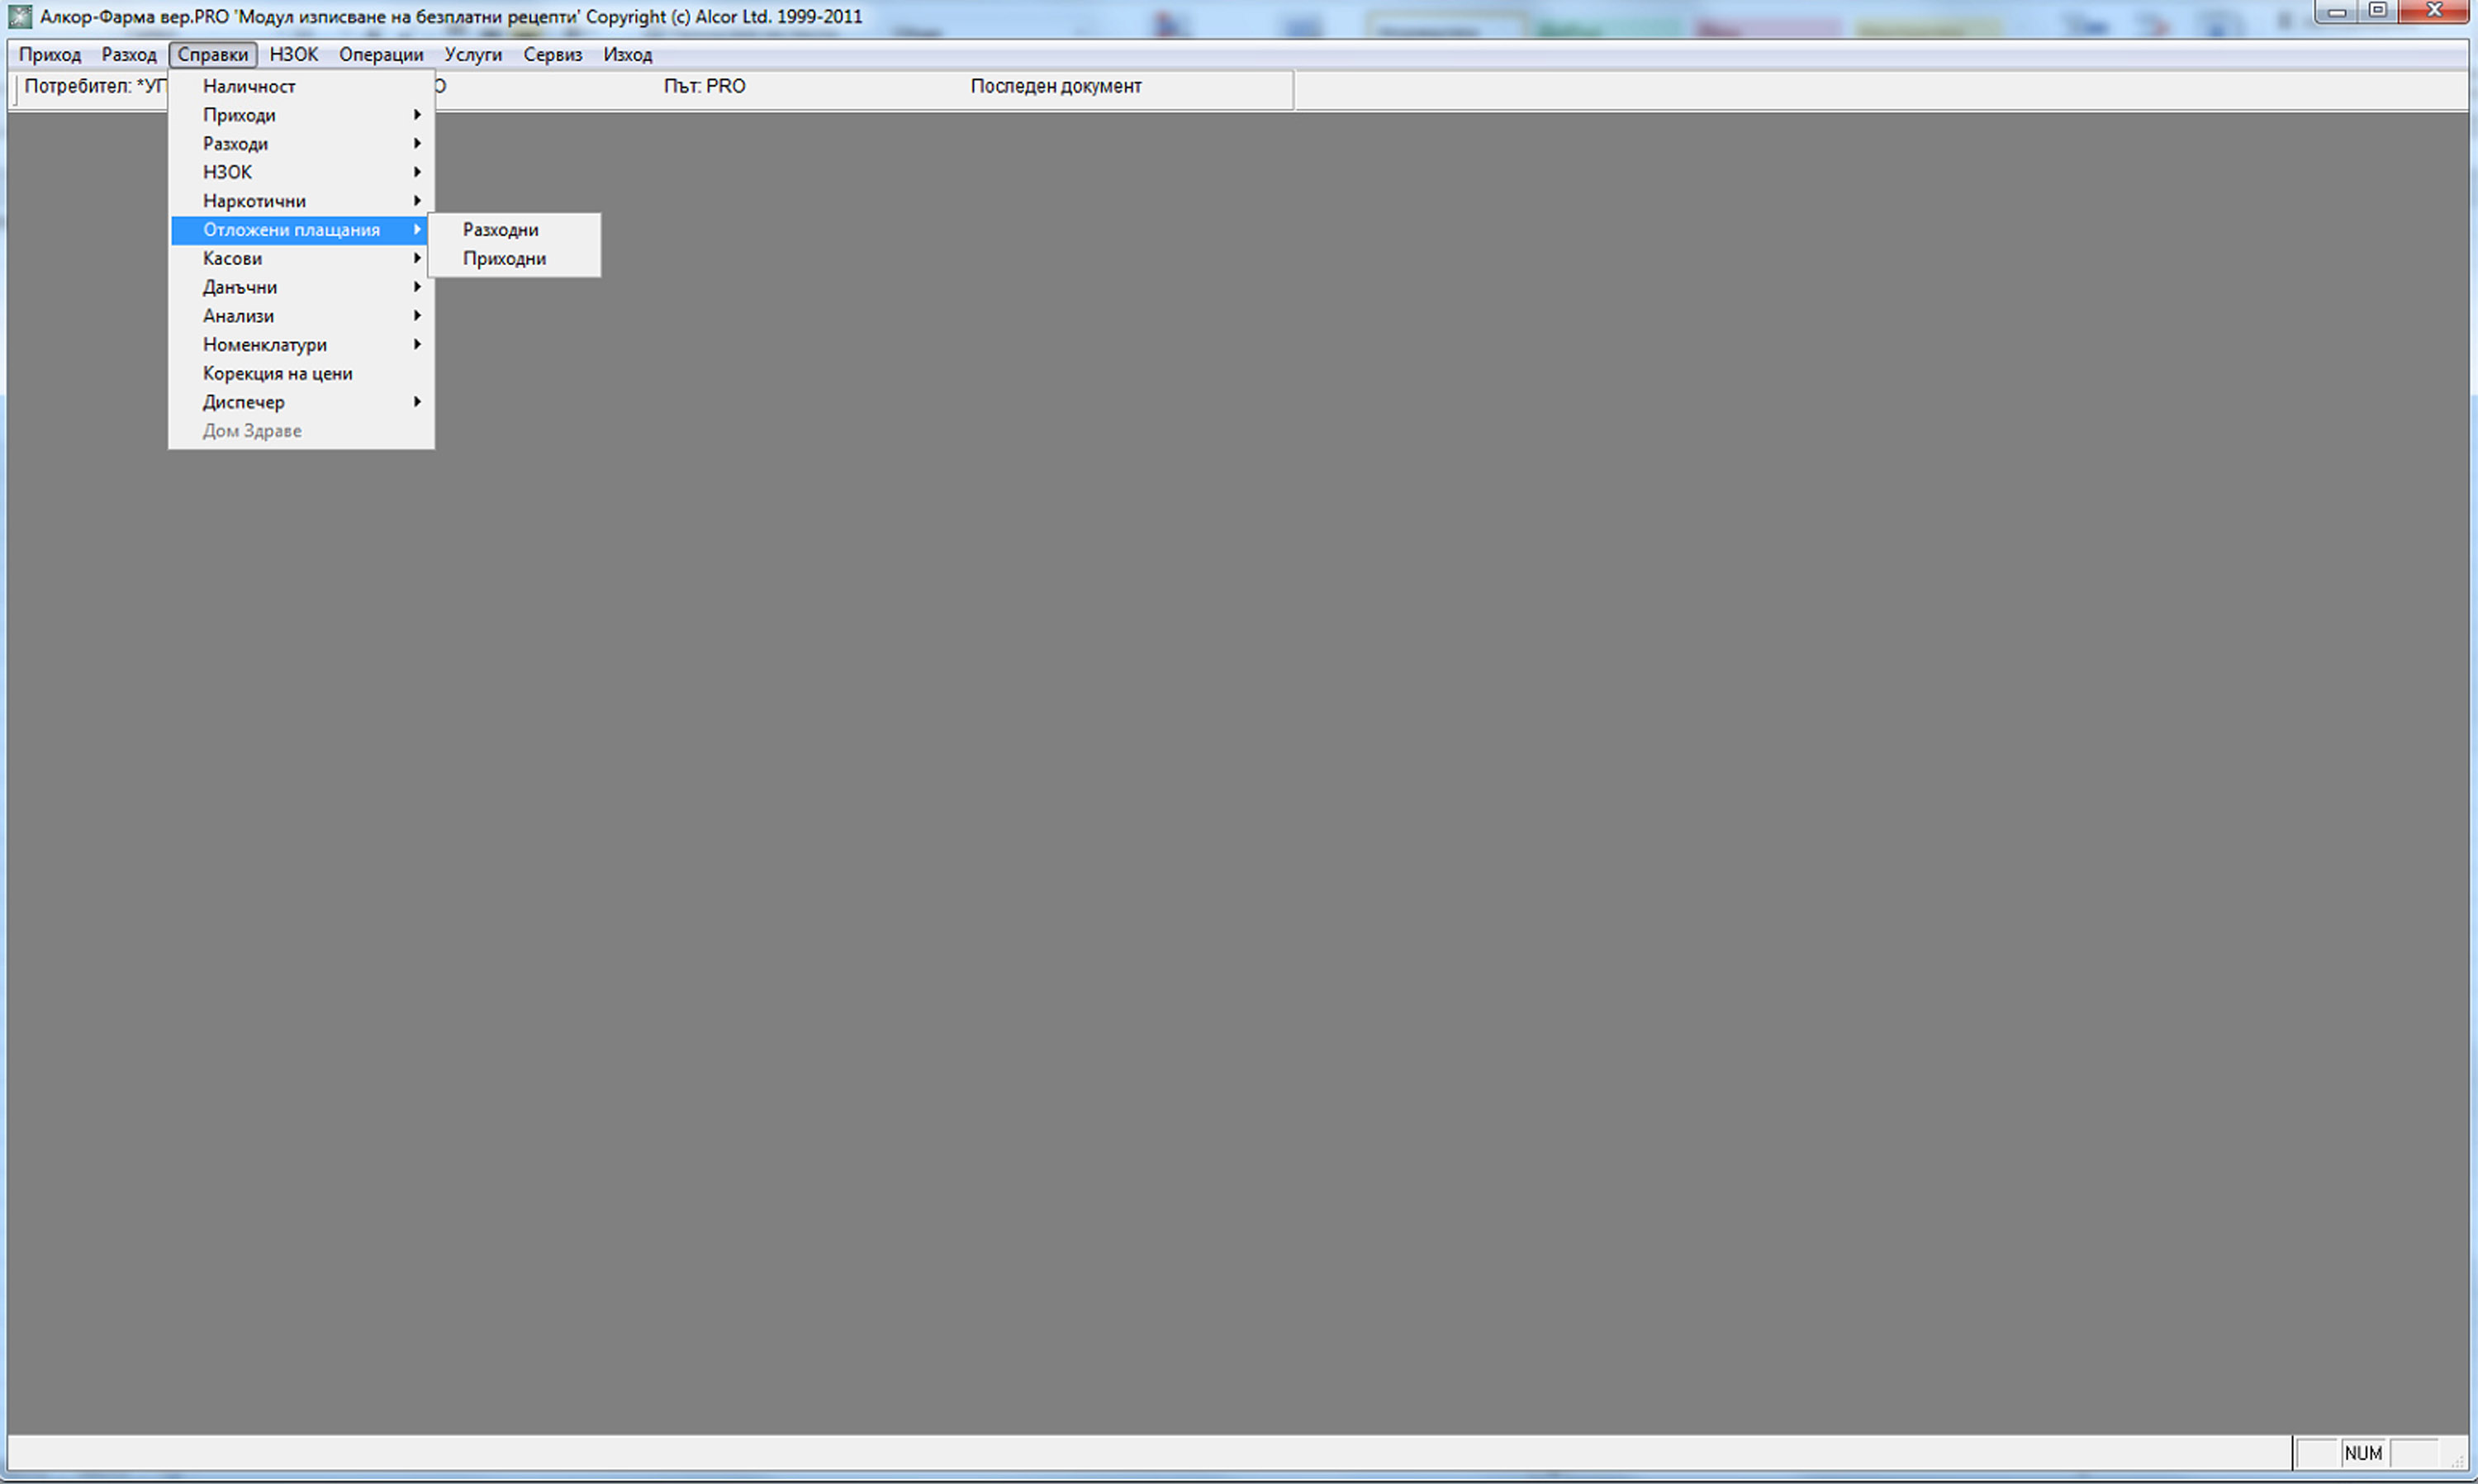 Алкор-Фарма вер.PRO 'Модул изписване на безплатни рецепти' Copyright (c) Alcor Ltd. 1999-2011
Приход Разход Справки НЗОК Операции Услуги Сервиз Изход
Потребител: Път: PRO Последен документ
Наличност
Приходи
Разходи
НЗОК
Наркотични
Отложени плащания
Разходни
Приходни
Касови
Данъчни
Анализи
Номенклатури
Корекция на цени
Диспечер
Дом Здраве
NUM